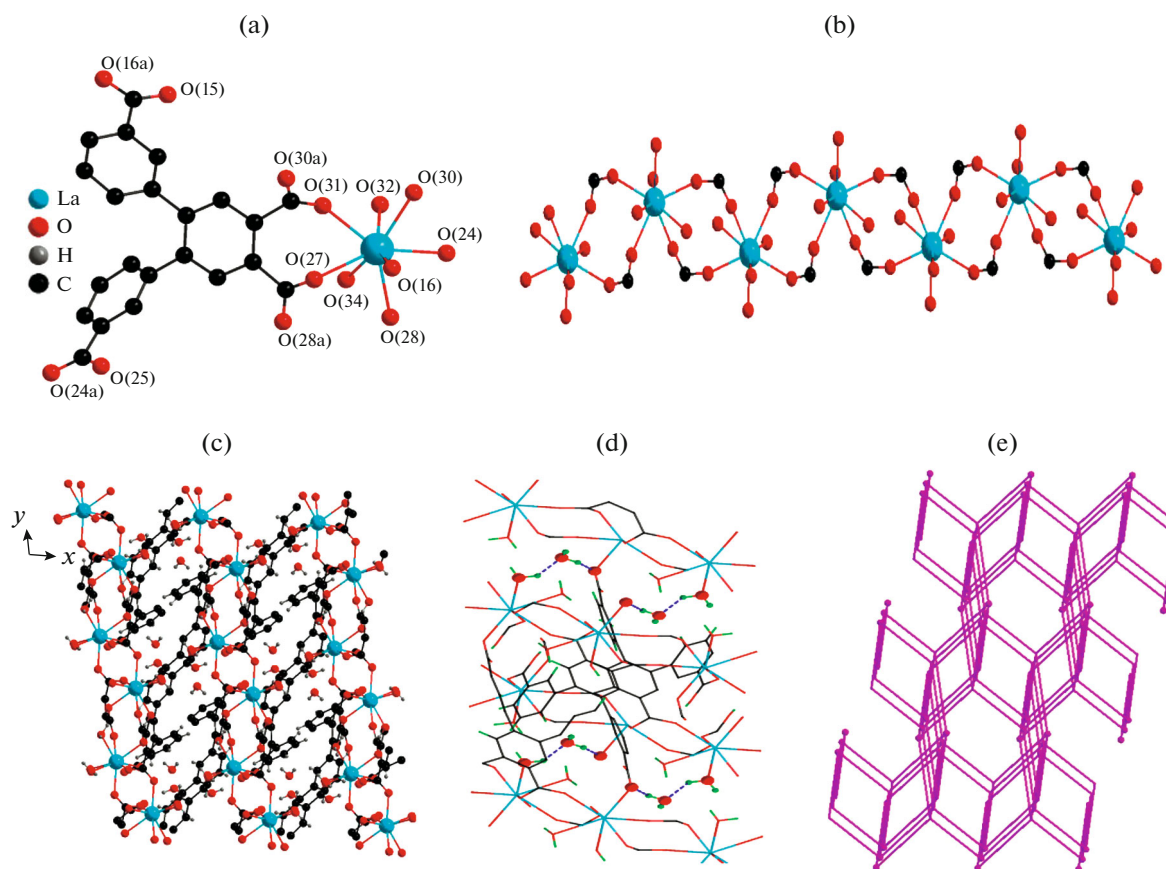 (a)
(b)
O(16a)
O(15)
O(30a)
O(31)
O(32)
O(30)
La
O
H
C
O(24)
O(27)
O(16)
O(34)
O(28a)
O(28)
O(25)
O(24a)
(c)
(d)
(e)
y
x